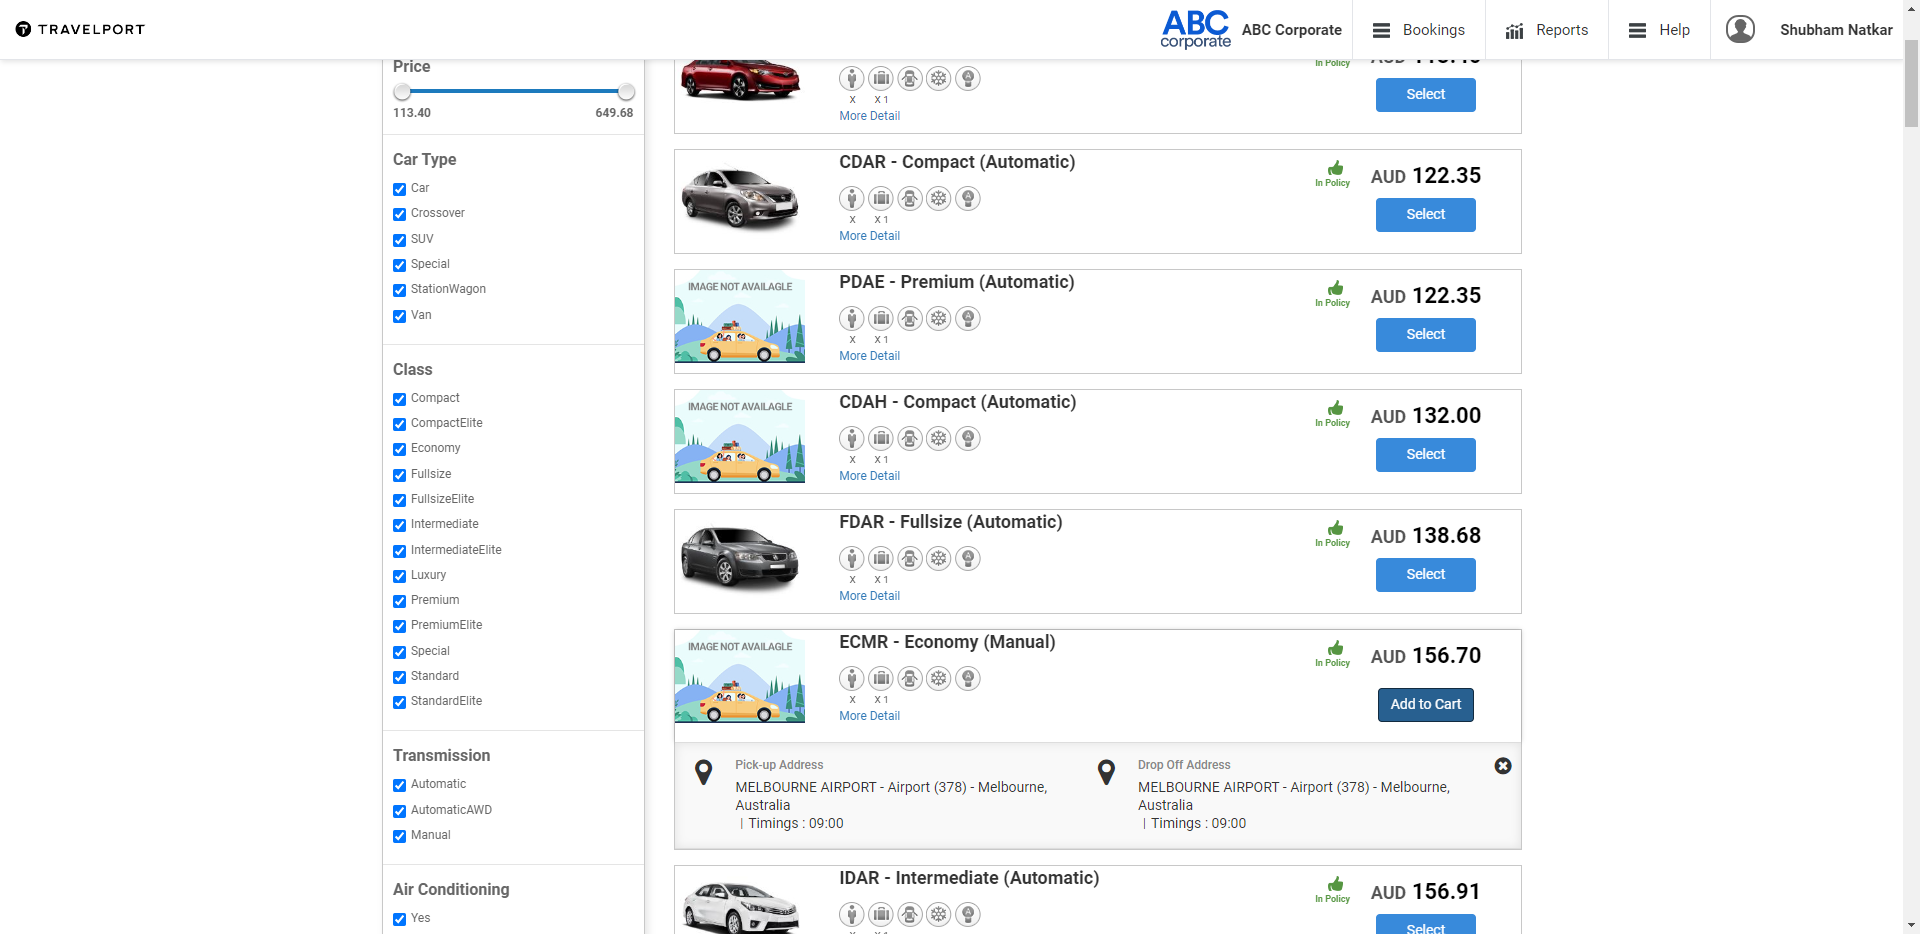 TRAVELPORT
ABC
corporate
ABC Corporate
Bookings
Reports
Help
Shubham Natkar
Price
113.40
649.68
Car Type
Car
Crossover
SUV
Special
StationWagon
Van
Class
Compact
CompactElite
Economy
Fullsize
FullsizeElite
Intermediate
IntermediateElite
Luxury
Premium
PremiumElite
Special
Standard
StandardElite
Transmission
Automatic
AutomaticAWD
Manual
Air Conditioning
Yes
X X 1
More Detail
In Policy
Select
CDAR - Compact (Automatic)
X X 1
More Detail
In Policy
AUD 122.35
Select
IMAGE NOT AVAILAGLE
PDAE - Premium (Automatic)
X X 1
More Detail
In Policy
AUD 122.35
Select
IMAGE NOT AVAILAGLE
CDAH - Compact (Automatic)
X X 1
More Detail
In Policy
AUD 132.00
Select
FDAR - Fullsize (Automatic)
X X 1
More Detail
In Policy
AUD 138.68
Select
IMAGE NOT AVAILAGLE
ECMR - Economy (Manual)
X X 1
More Detail
In Policy
AUD 156.70
Add to Cart
Pick-up Address
MELBOURNE AIRPORT - Airport (378) - Melbourne,
Australia
| Timings : 09:00
Drop Off Address
MELBOURNE AIRPORT - Airport (378) - Melbourne,
Australia
| Timings : 09:00
IDAR - Intermediate (Automatic)
In Policy
AUD 156.91
Select